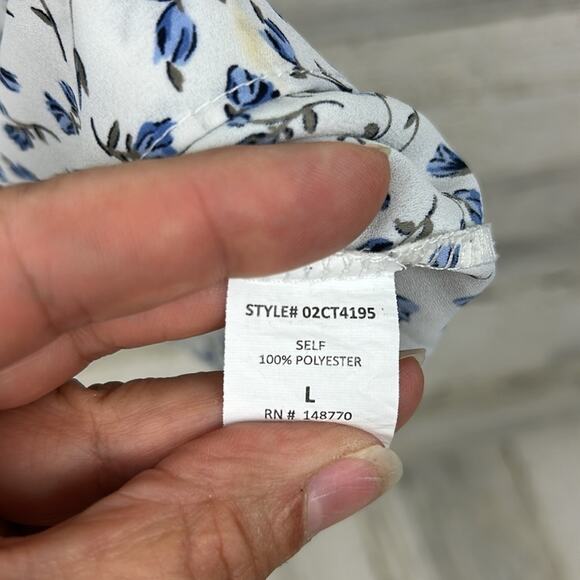 STYLE# 02CT4195
SELF
100% POLYESTER
L
RN # 148770